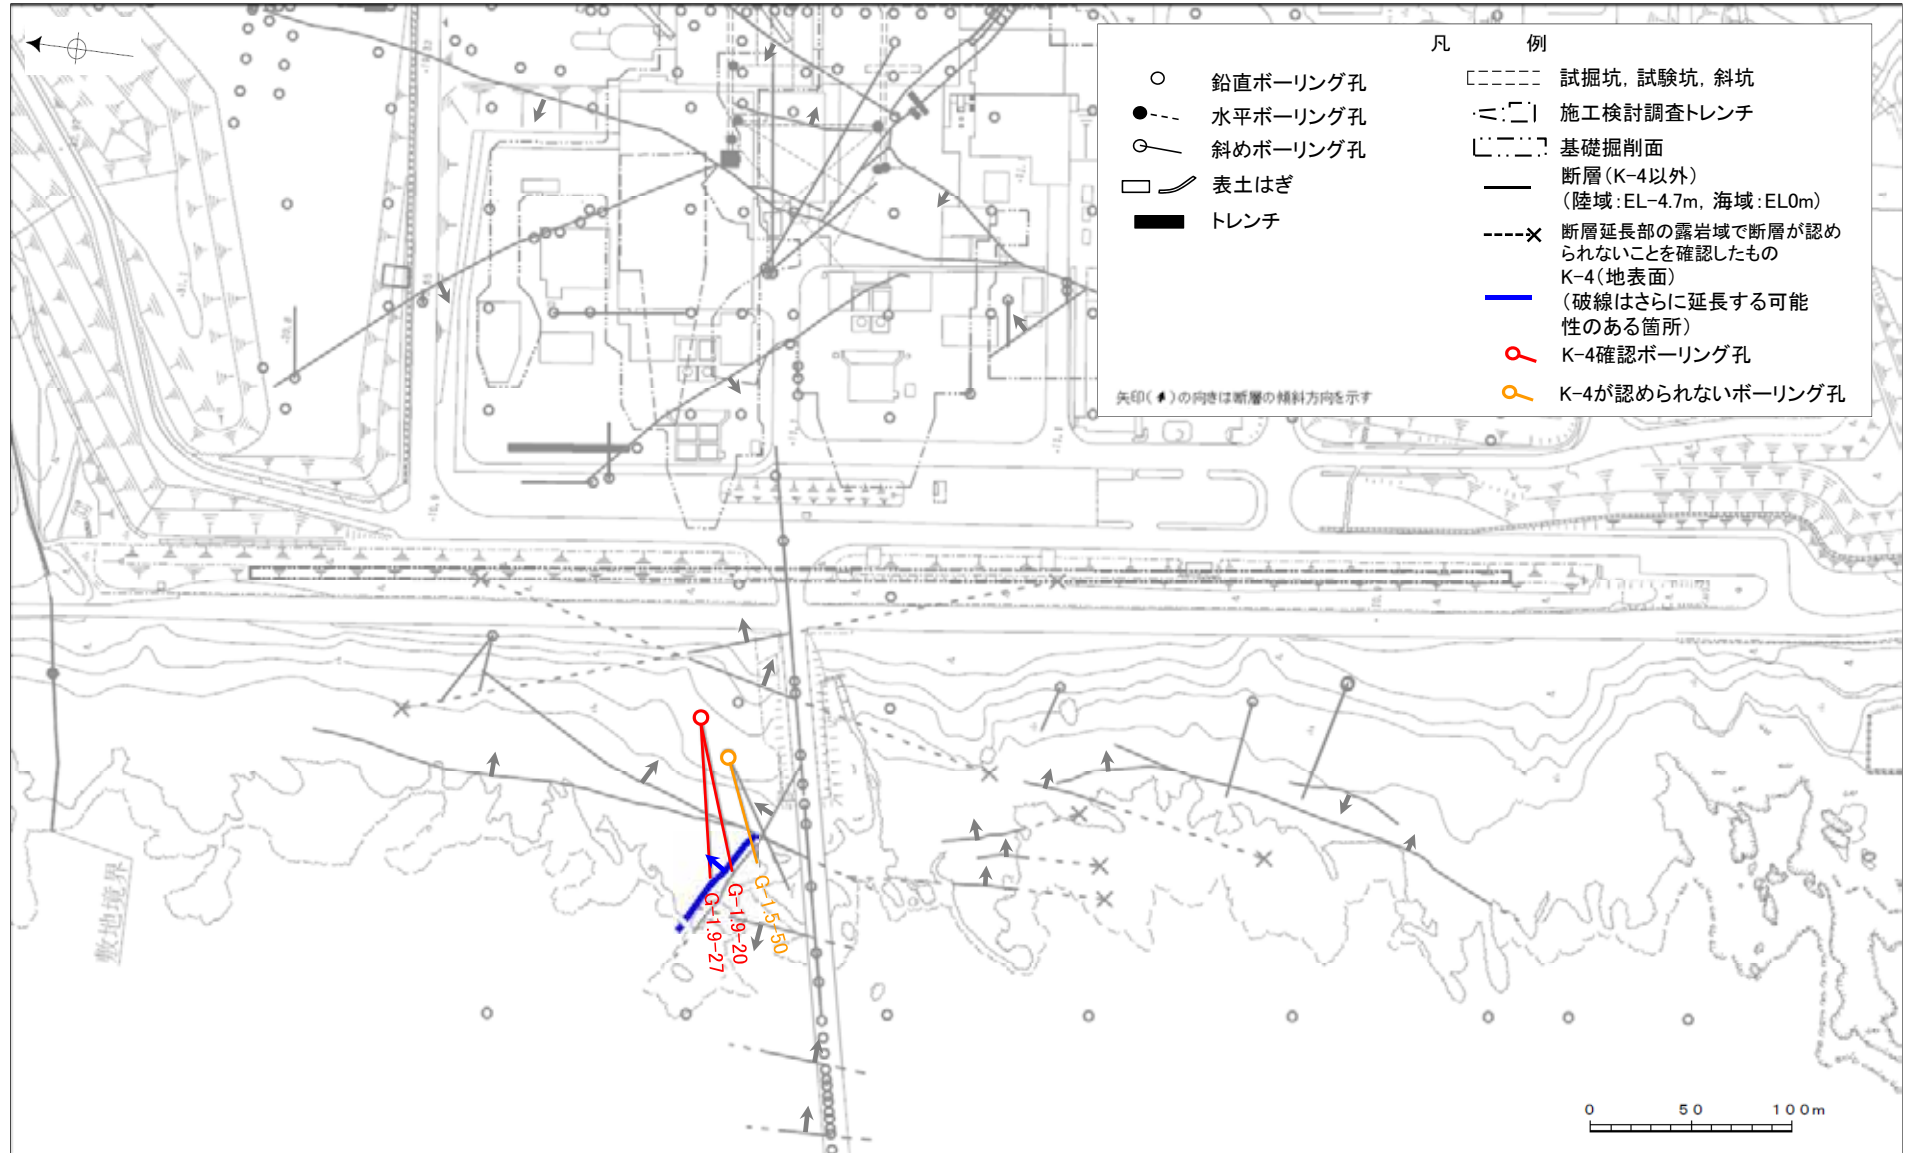 凡 例
鉛直ボーリング孔
水平ボーリング孔
斜めボーリング孔
表土はぎ
トレンチ
試掘坑, 試験坑, 斜坑
施工検討調査トレンチ
基礎掘削面
断層(K-4以外)
(陸域:EL-4.7m, 海域:EL0m)
断層延長部の露岩域で断層が認め
られないことを確認したもの
K-4(地表面)
(破線はさらに延長する可能
性のある箇所)
K-4確認ボーリング孔
K-4が認められないボーリング孔
矢印( )の向きは断層の傾斜方向を示す
敷地境界
G-1.9-27
G-1.9-20
G-1.5-50
0 50 100m